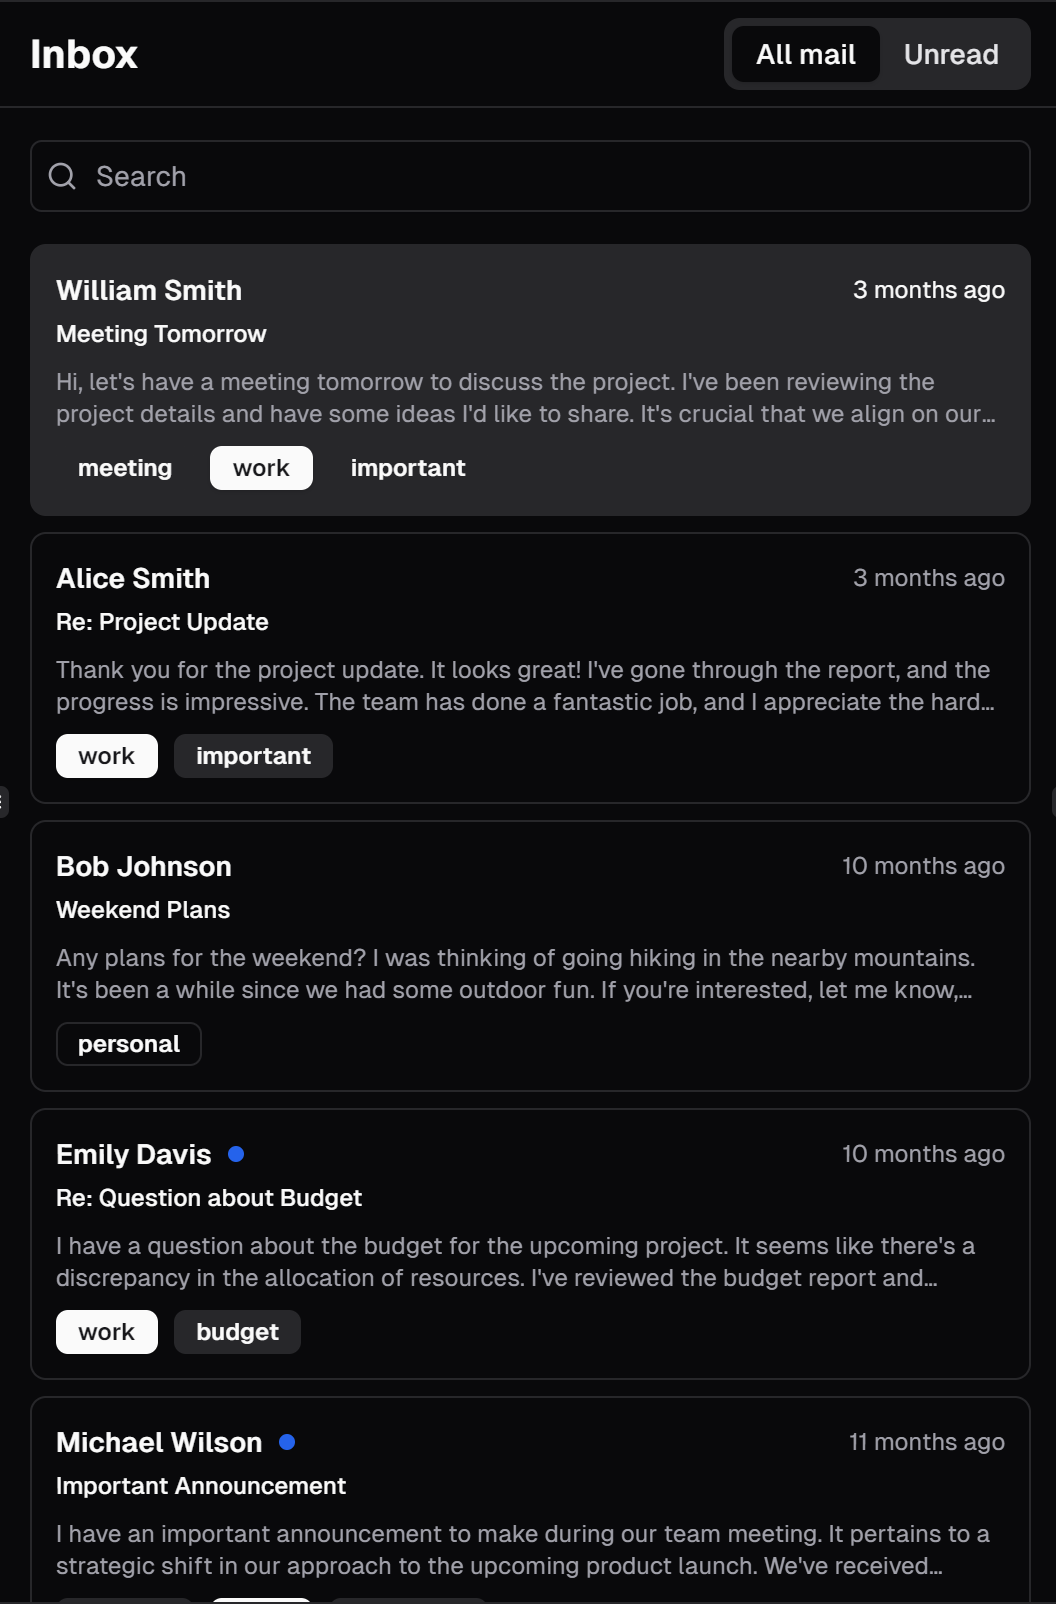 Inbox
All mail
Unread
Search
William Smith
3 months ago
Meeting Tomorrow
Hi, let's have a meeting tomorrow to discuss the project. I've been reviewing the
project details and have some ideas I'd like to share. It's crucial that we align on our...
meeting work important
Alice Smith
3 months ago
Re: Project Update
Thank you for the project update. It looks great! I've gone through the report, and the
progress is impressive. The team has done a fantastic job, and I appreciate the hard...
work important
Bob Johnson
10 months ago
Weekend Plans
Any plans for the weekend? I was thinking of going hiking in the nearby mountains.
It's been a while since we had some outdoor fun. If you're interested, let me know,...
personal
Emily Davis
10 months ago
Re: Question about Budget
I have a question about the budget for the upcoming project. It seems like there's a
discrepancy in the allocation of resources. I've reviewed the budget report and...
work budget
Michael Wilson
11 months ago
Important Announcement
I have an important announcement to make during our team meeting. It pertains to a
strategic shift in our approach to the upcoming product launch. We've received...